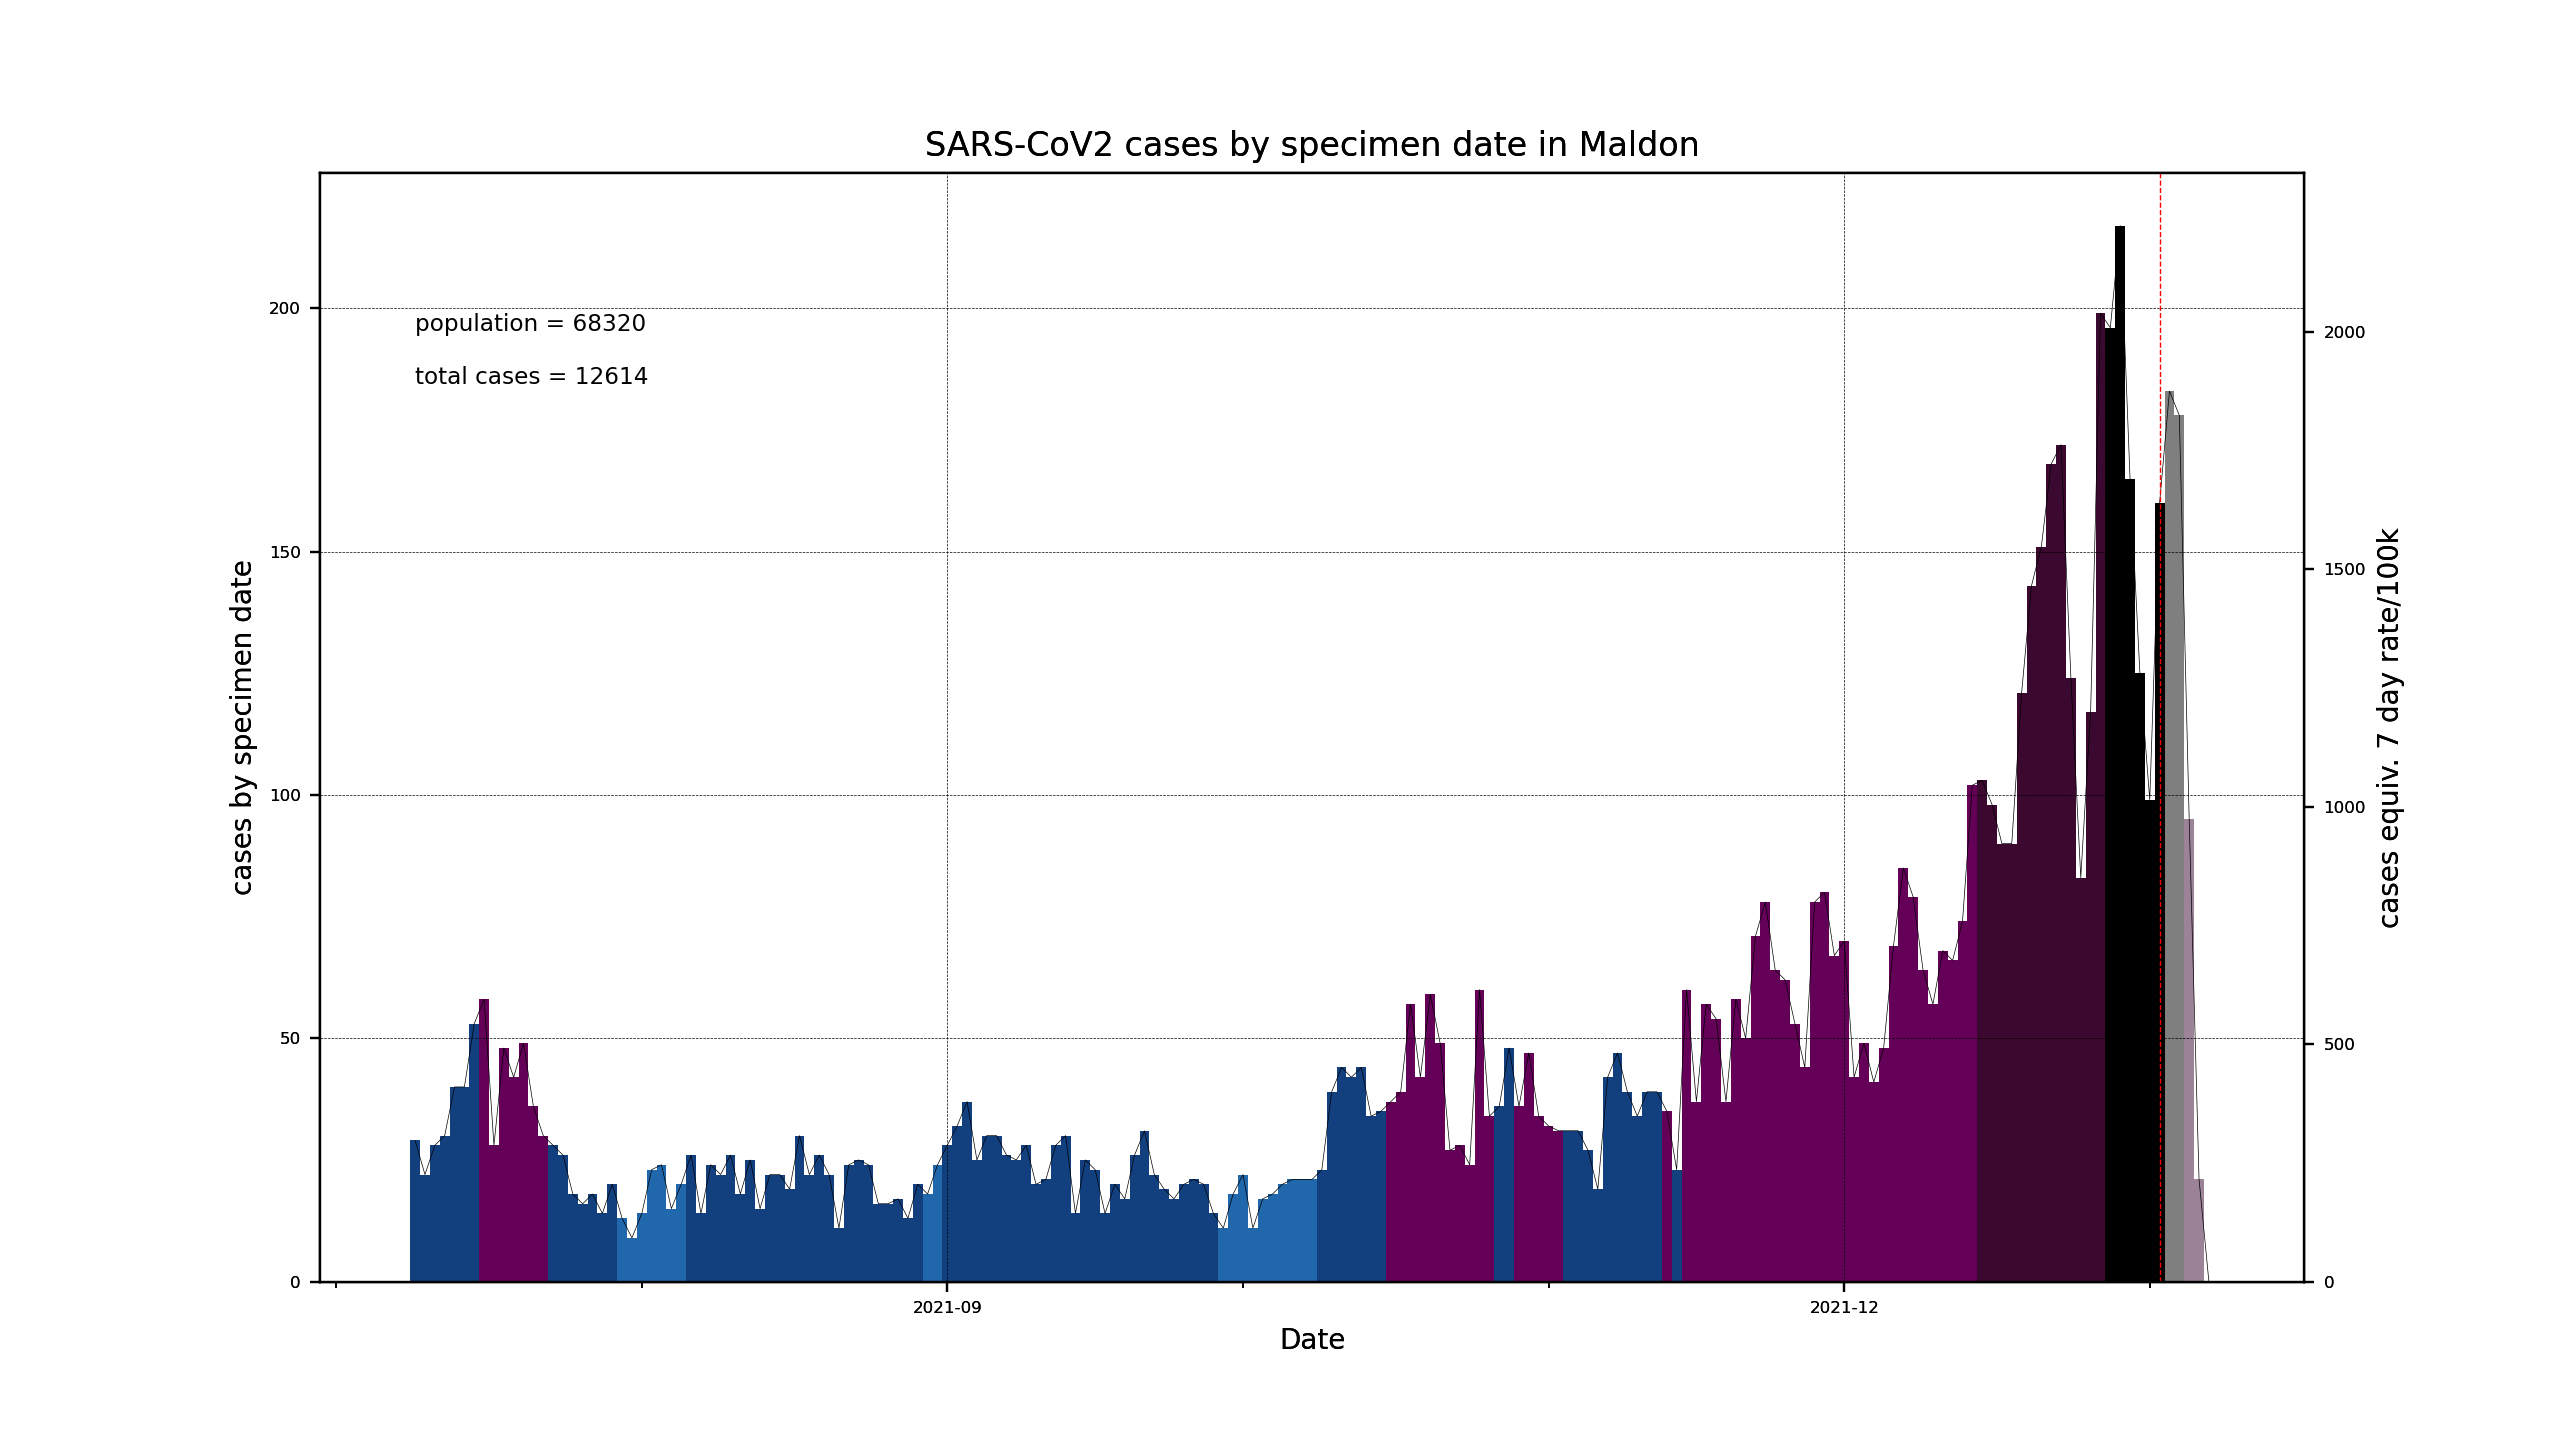 SARS-CoV2 cases by specimen date in Maldon
population = 68320
total cases = 12614
cases by specimen date
200
150
100
50
0
2000
1500
1000
500
0
cases equiv. 7 day rate/100k
2021-09
2021-12
Date